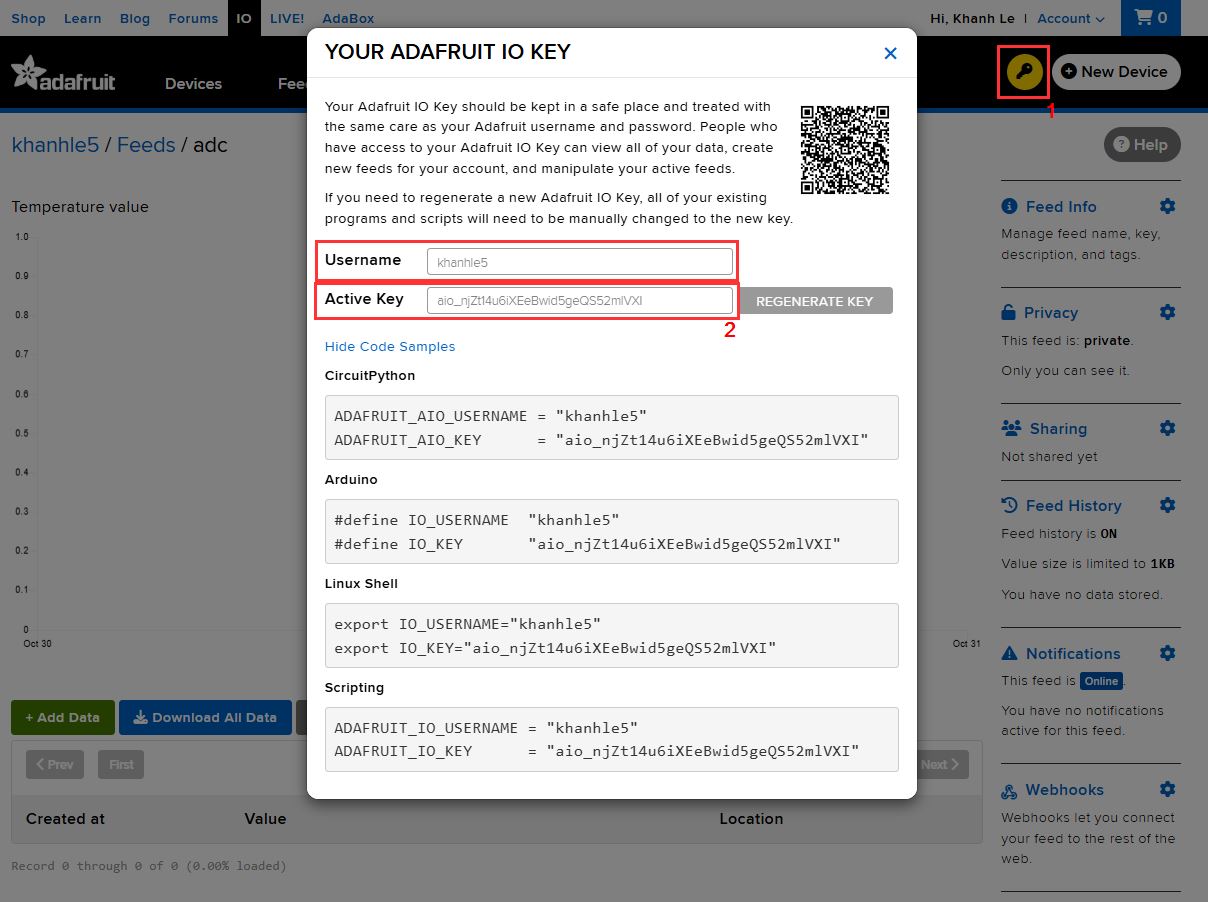 Shop Learn Blog Forums IO LIVE! AdaBox Hi, Khanh Le | Account 0
adafruit Devices New Device
1
khanhle5 / Feeds / adc
Help
Temperature value
1.0
0.9
0.8
0.7
0.6
0.5
0.4
0.3
0.2
0.1
0
Oct 30 Oct 31
+ Add Data Download All Data
Prev First Next
Created at Value Location
Record 0 through 0 of 0 (0.00% loaded)
YOUR ADAFRUIT IO KEY
Your Adafruit IO Key should be kept in a safe place and treated with
the same care as your Adafruit username and password. People who
have access to your Adafruit IO Key can view all of your data, create
new feeds for your account, and manipulate your active feeds.
If you need to regenerate a new Adafruit IO Key, all of your existing
programs and scripts will need to be manually changed to the new key.
Username khanhle5
Active Key aio_njZt14u6iXEeBwid5geQS52mlVXI REGENERATE KEY
2
Hide Code Samples
CircuitPython
ADAFRUIT_AIO_USERNAME = "khanhle5"
ADAFRUIT_AIO_KEY = "aio_njZt14u6iXEeBwid5geQS52mlVXI"
Arduino
#define IO_USERNAME "khanhle5"
#define IO_KEY "aio_njZt14u6iXEeBwid5geQS52mlVXI"
Linux Shell
export IO_USERNAME="khanhle5"
export IO_KEY="aio_njZt14u6iXEeBwid5geQS52mlVXI"
Scripting
ADAFRUIT_IO_USERNAME = "khanhle5"
ADAFRUIT_IO_KEY = "aio_njZt14u6iXEeBwid5geQS52mlVXI"
Feed Info
Manage feed name, key,
description, and tags.
Privacy
This feed is: private.
Only you can see it.
Sharing
Not shared yet
Feed History
Feed history is ON
Value size is limited to 1KB
You have no data stored.
Notifications
This feed is Online.
You have no notifications
active for this feed.
Webhooks
Webhooks let you connect
your feed to the rest of the
web.